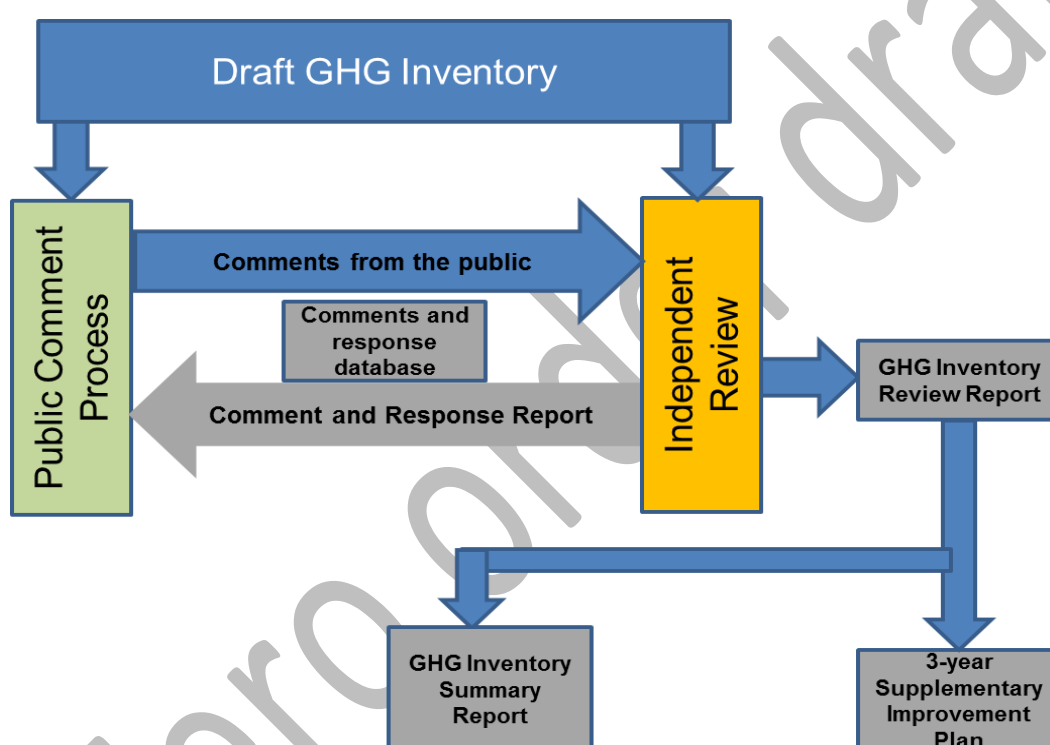 Draft GHG Inventory
Public Comment
Process
Comments from the public
Comments and
response
database
Comment and Response Report
Independent
Review
GHG Inventory
Review Report
GHG Inventory
Summary
Report
3-year
Supplementary
Improvement
Plan